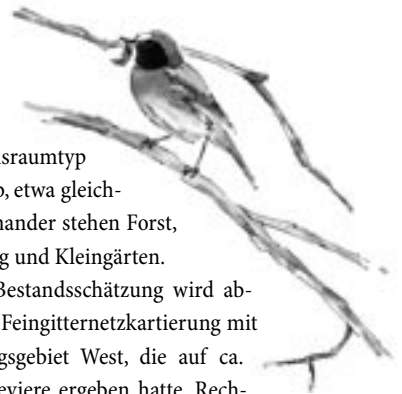 sraumtyp
o, etwa gleich-
nander stehen Forst,
g und Kleingärten.
Bestandsschätzung wird ab-
Feingitternetzkartierung mit
gsgebiet West, die auf ca.
eviere ergeben hatte. Rech-